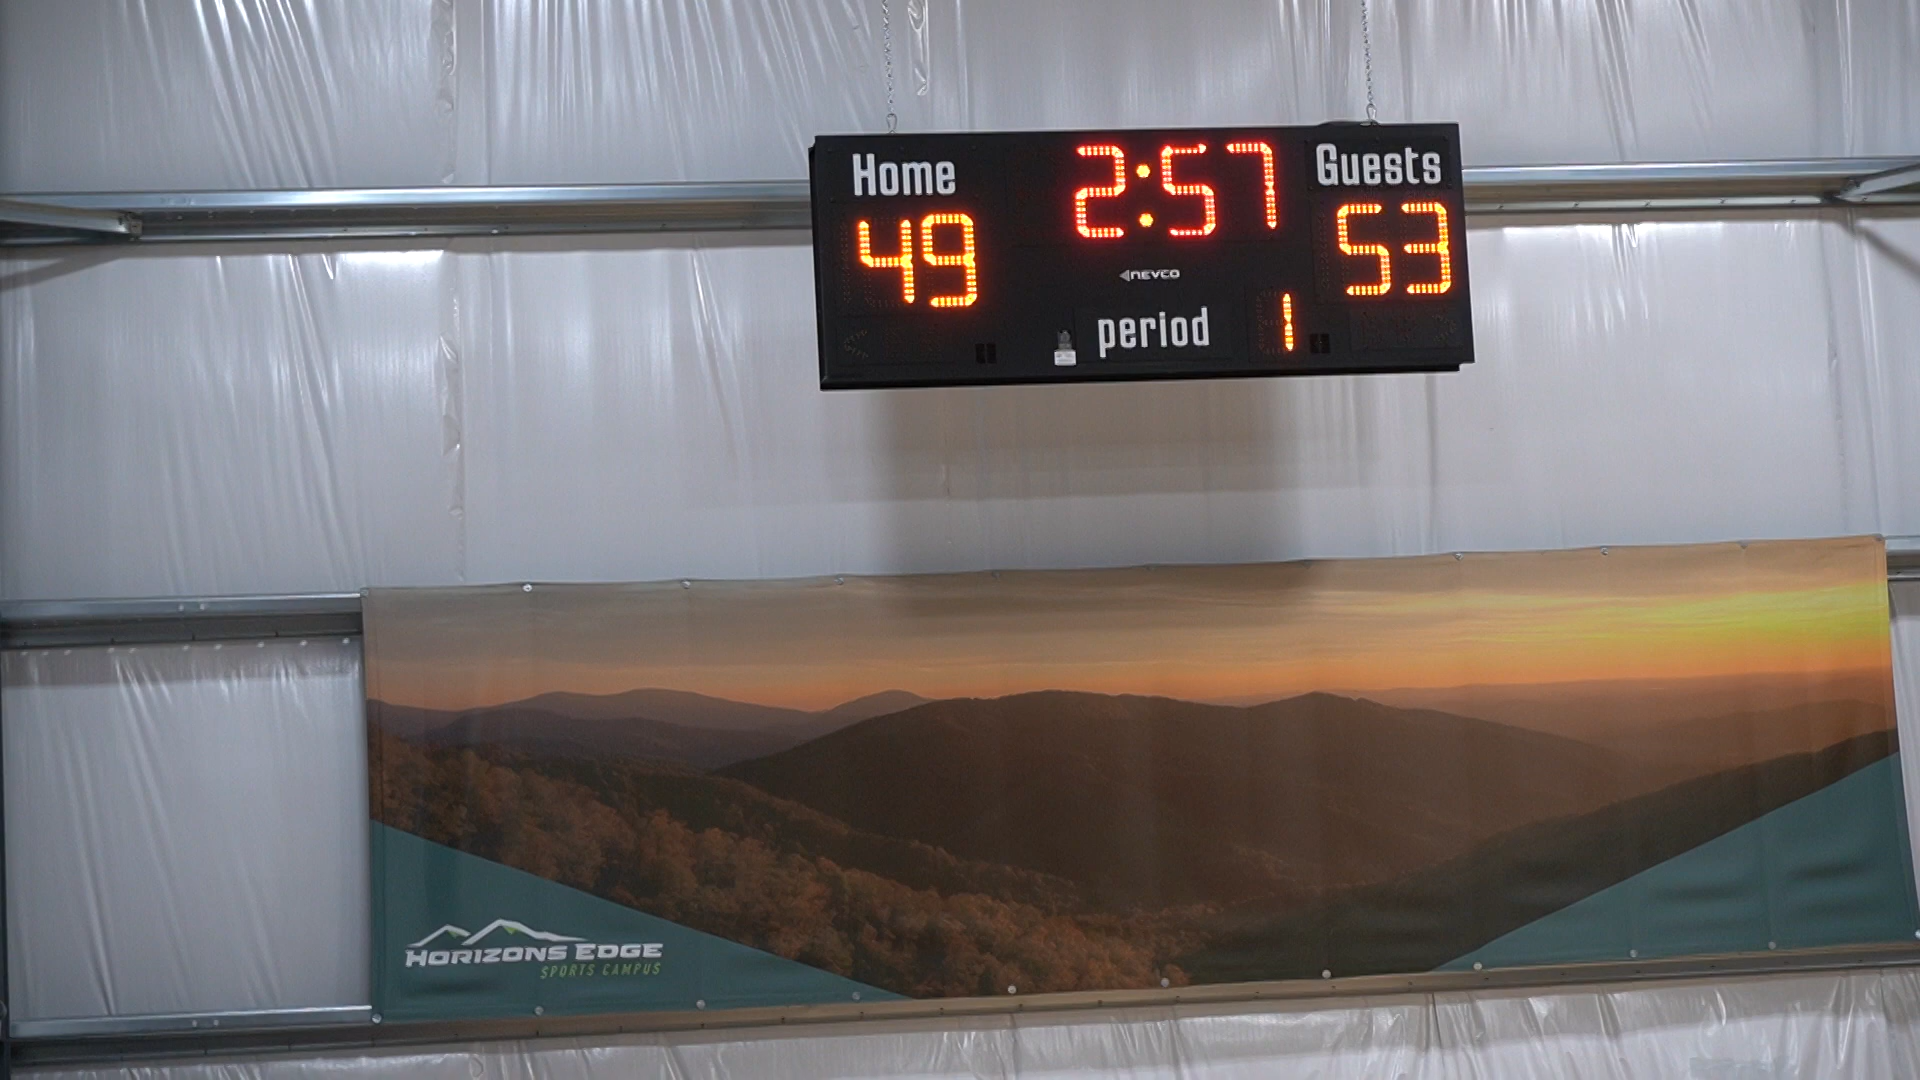 Home 2:57 Guests
49 53
NEVCO
period 1
HORIZONS EDGE
SPORTS CAMPUS